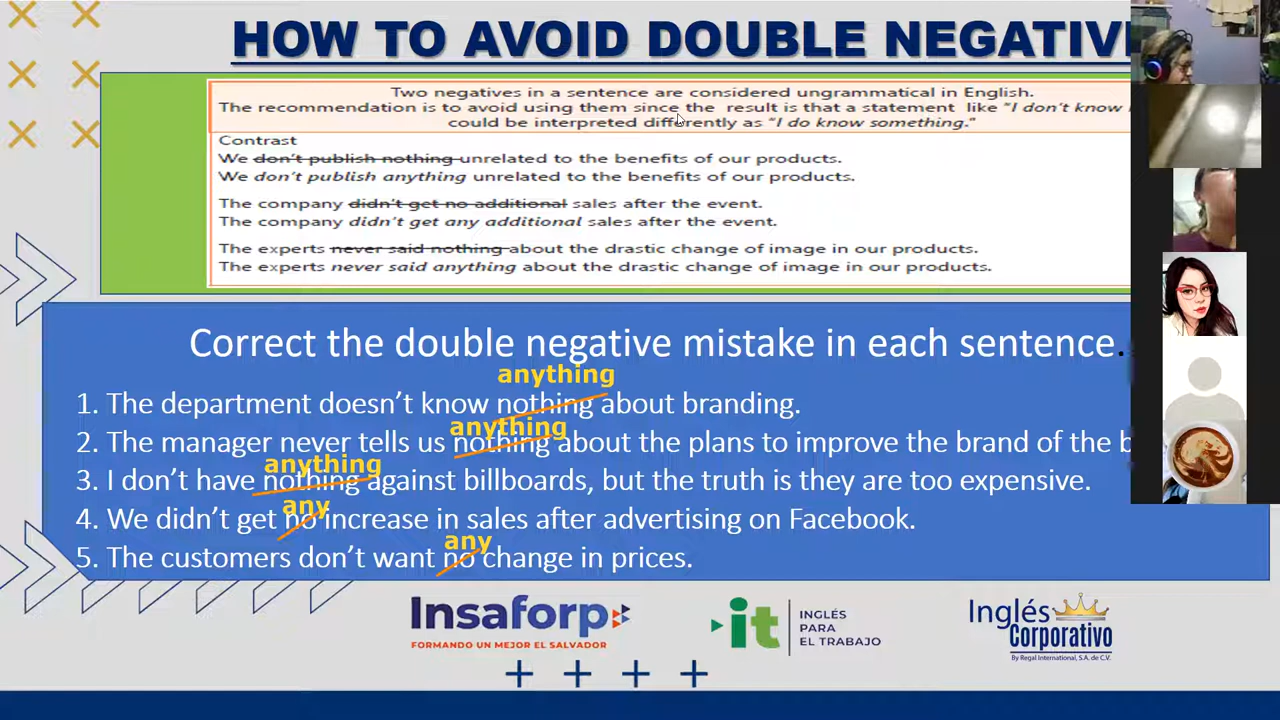 HOW TO AVOID DOUBLE NEGATIV
Two negatives in a sentence are considered ungrammatical in English.
The recommendation is to avoid using them since the result is that a statement like "I don't know
could be interpreted differently as "I do know something."
Contrast
We don't publish nothing unrelated to the benefits of our products.
We don't publish anything unrelated to the benefits of our products.
The company didn't get no additional sales after the event.
The company didn't get any additional sales after the event.
The experts never said nothing about the drastic change of image in our products.
The experts never said anything about the drastic change of image in our products.
Correct the double negative mistake in each sentence.
anything
1. The department doesn't know nothing about branding.
anything
2. The manager never tells us nothing about the plans to improve the brand of the b
anything
3. I don't have nothing against billboards, but the truth is they are too expensive.
any
4. We didn't get no increase in sales after advertising on Facebook.
any
5. The customers don't want no change in prices.
Insaforp
FORMANDO UN MEJOR EL SALVADOR
it
INGLÉS
PARA
EL TRABAJO
Inglés
Corporativo
By Regal International, S.A. de C.V.